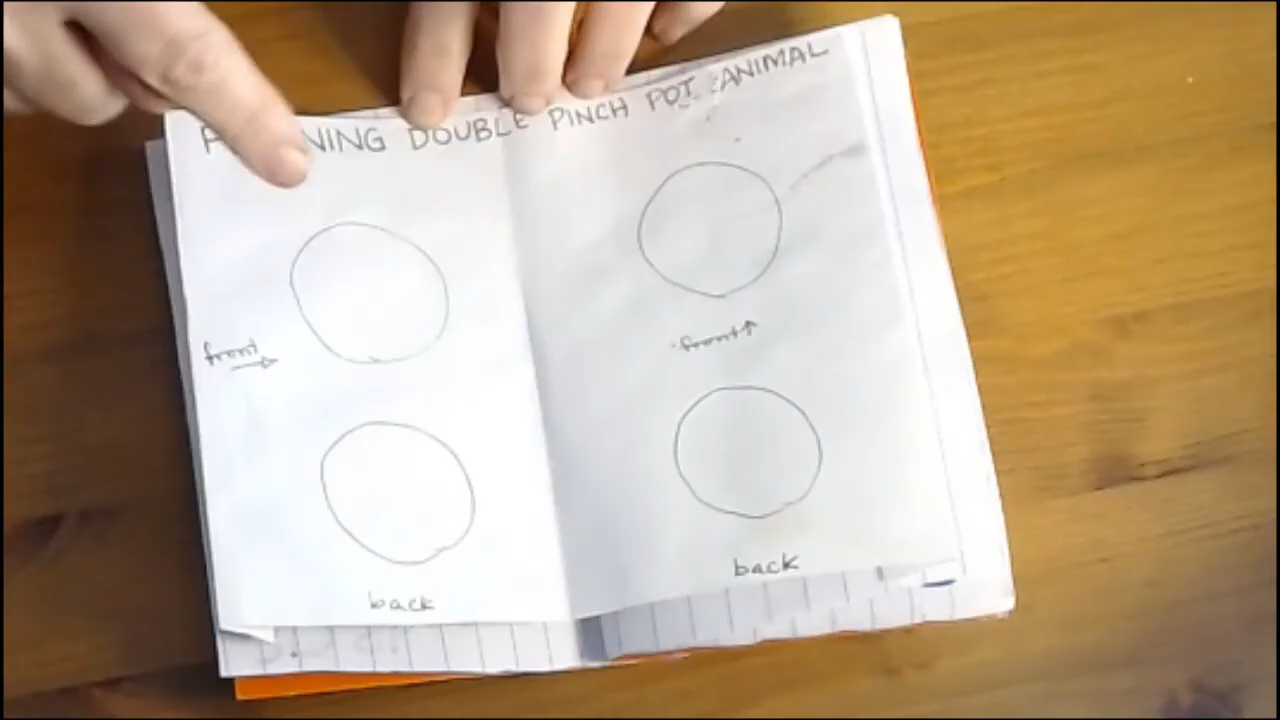 DOUBLE PINCH POT ANIMAL
front
front
back
back